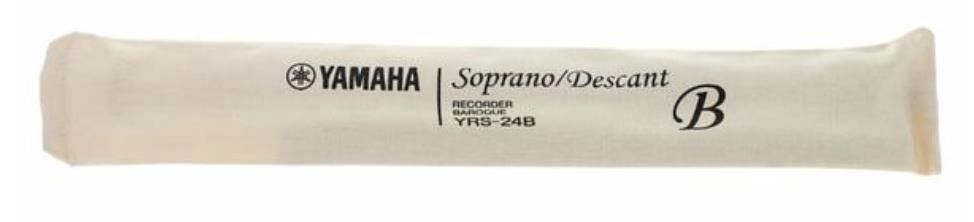 YAMAHA
Soprano/Descant
RECORDER
BAROQUE
YRS-24B
B